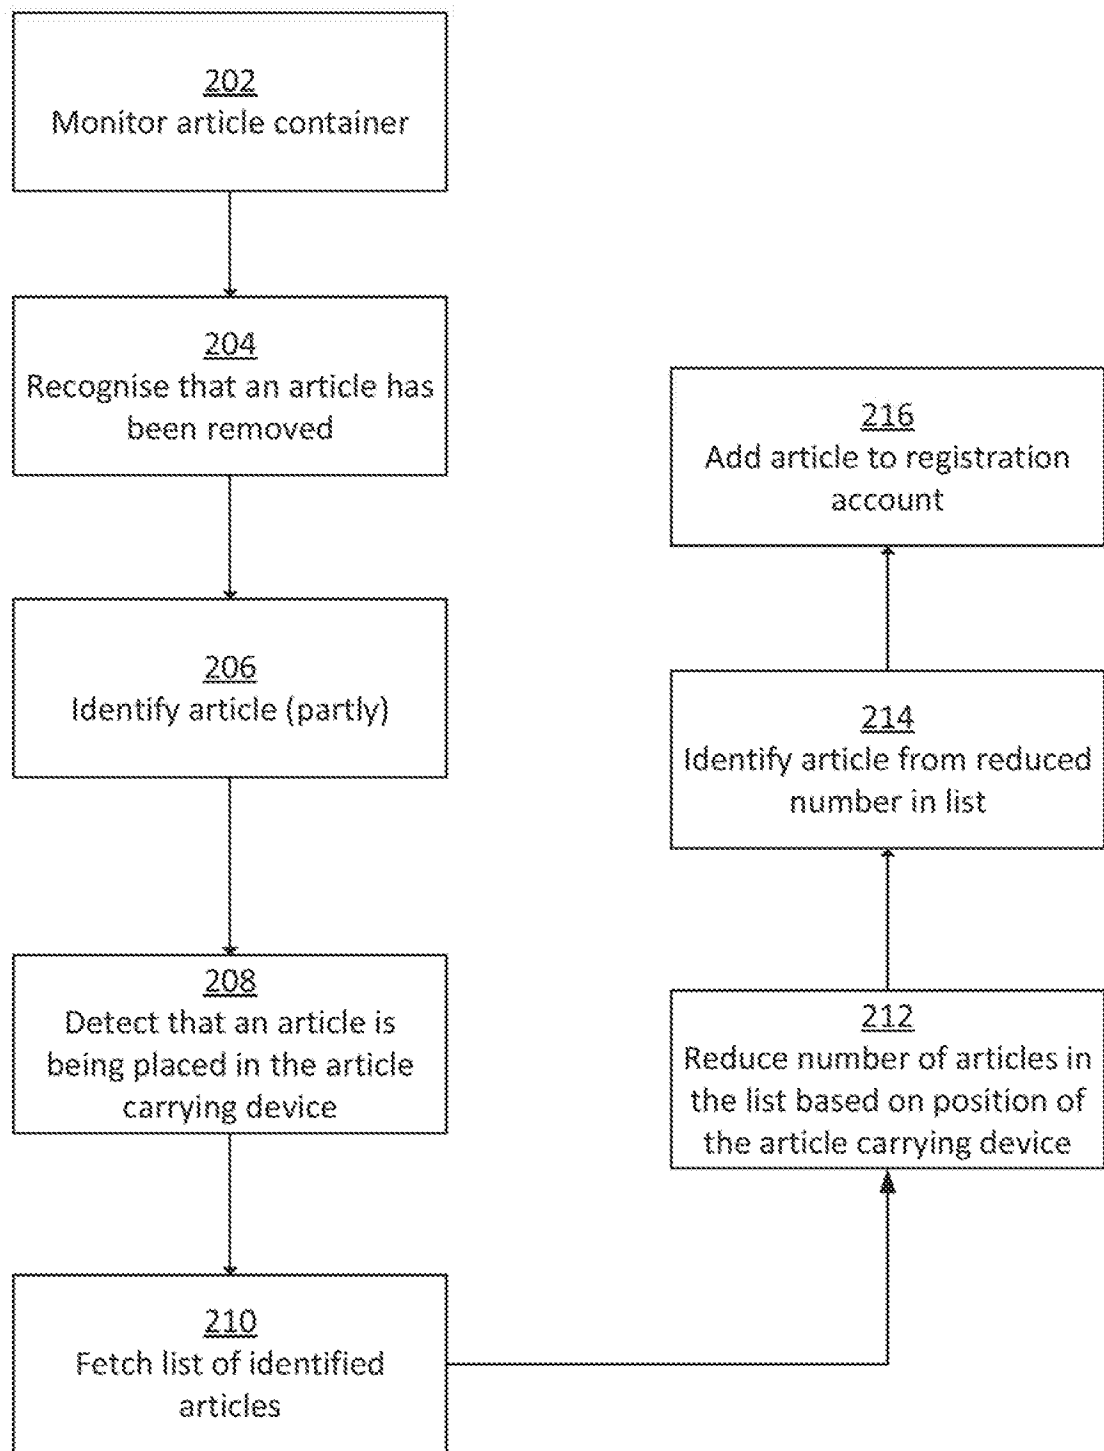 202
Monitor article container
204
Recognise that an article has
been removed
206
Identify article (partly)
208
Detect that an article is
being placed in the article
carrying device
210
Fetch list of identified
articles
212
Reduce number of articles in
the list based on position of
the article carrying device
214
Identify article from reduced
number in list
216
Add article to registration
account